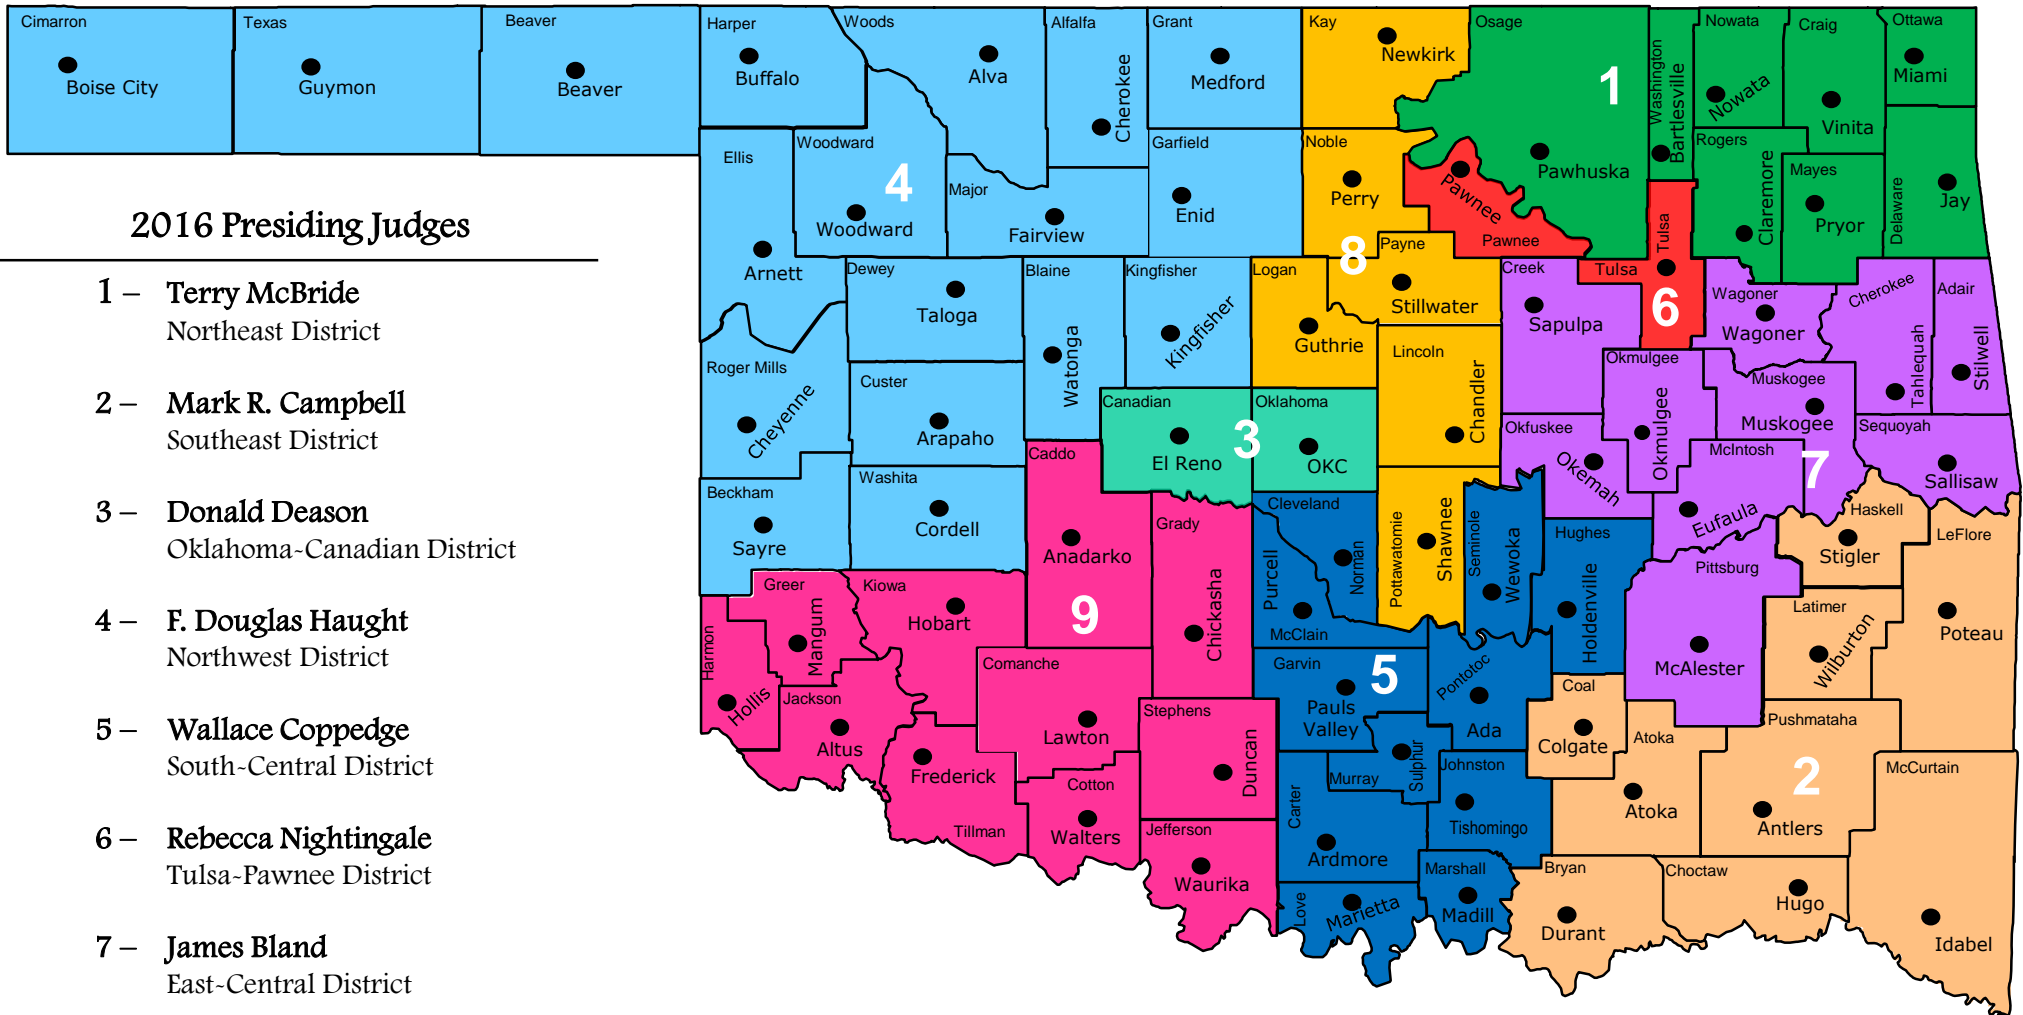 Cimarron
Boise City
Texas
Guymon
Beaver
Beaver
Harper
Buffalo
Woods
Alva
Alfalfa
Cherokee
Grant
Medford
Kay
Newkirk
Osage
Pawhuska
1
Washington
Bartlesville
Nowata
Nowata
Craig
Vinita
Ottawa
Miami
Ellis
Arnett
Woodward
Woodward
4
Major
Fairview
Garfield
Enid
Noble
Perry
8
Pawnee
Pawnee
Payne
Stillwater
Tulsa
Tulsa
6
Rogers
Claremore
Mayes
Pryor
Delaware
Jay
2016 Presiding Judges
1 – Terry McBride
Northeast District
2 – Mark R. Campbell
Southeast District
3 – Donald Deason
Oklahoma-Canadian District
4 – F. Douglas Haught
Northwest District
5 – Wallace Coppedge
South-Central District
6 – Rebecca Nightingale
Tulsa-Pawnee District
7 – James Bland
East-Central District
Dewey
Taloga
Blaine
Watonga
Kingfisher
Kingfisher
Logan
Guthrie
Lincoln
Chandler
Creek
Sapulpa
Wagoner
Wagoner
Cherokee
Tahlequah
Adair
Stilwell
Roger Mills
Cheyenne
Custer
Arapaho
Canadian
El Reno
3
Oklahoma
OKC
Okmulgee
Okmulgee
Muskogee
Muskogee
Okfuskee
Okemah
McIntosh
Eufaula
7
Sequoyah
Sallisaw
Beckham
Sayre
Washita
Cordell
Caddo
Anadarko
9
Grady
Chickasha
Cleveland
Norman
Purcell
McClain
Pottawatomie
Shawnee
Seminole
Wewoka
Hughes
Holdenville
Pittsburg
McAlester
Haskell
Stigler
LeFlore
Poteau
Latimer
Wilburton
Greer
Mangum
Kiowa
Hobart
Harmon
Hollis
Jackson
Altus
Comanche
Lawton
Frederick
Tillman
Cotton
Walters
Stephens
Duncan
Jefferson
Waurika
Garvin
Pauls
Valley
5
Pontotoc
Ada
Murray
Sulphur
Johnston
Tishomingo
Carter
Ardmore
Love
Marietta
Marshall
Madill
Coal
Colgate
Atoka
Atoka
Pushmataha
Antlers
2
McCurtain
Idabel
Bryan
Durant
Choctaw
Hugo